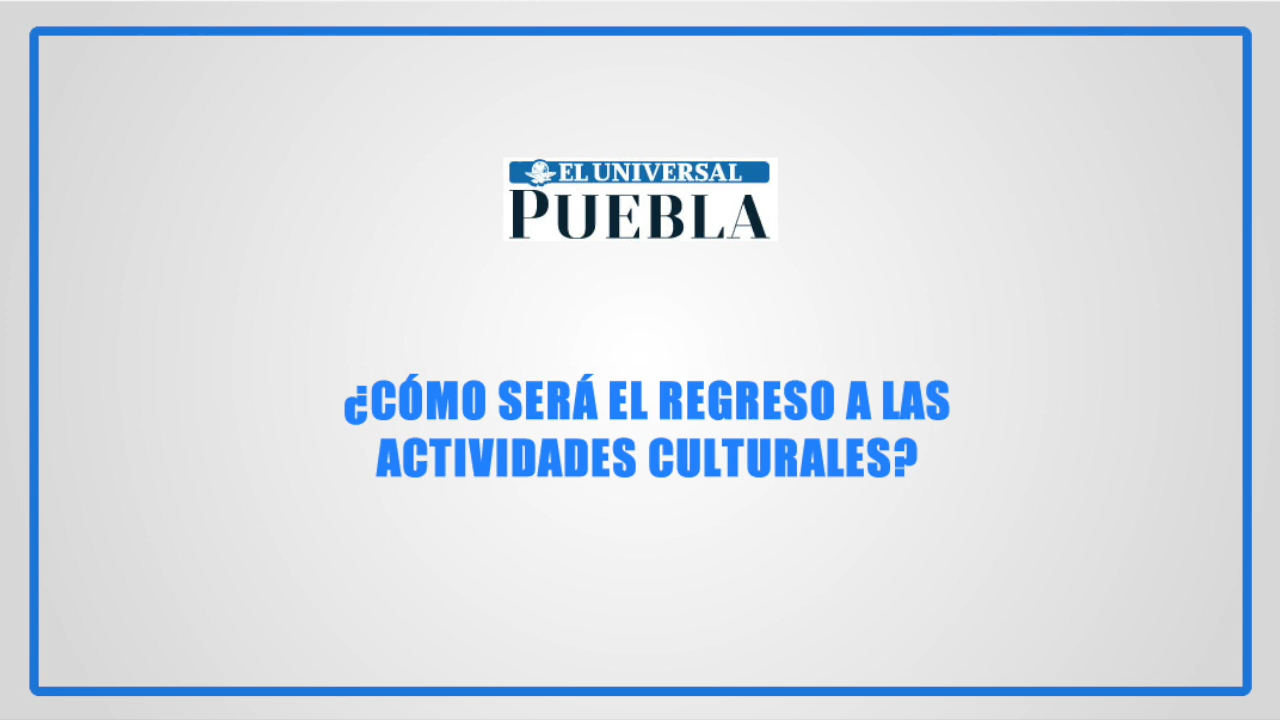 EL UNIVERSAL
PUEBLA
¿CÓMO SERÁ EL REGRESO A LAS
ACTIVIDADES CULTURALES?